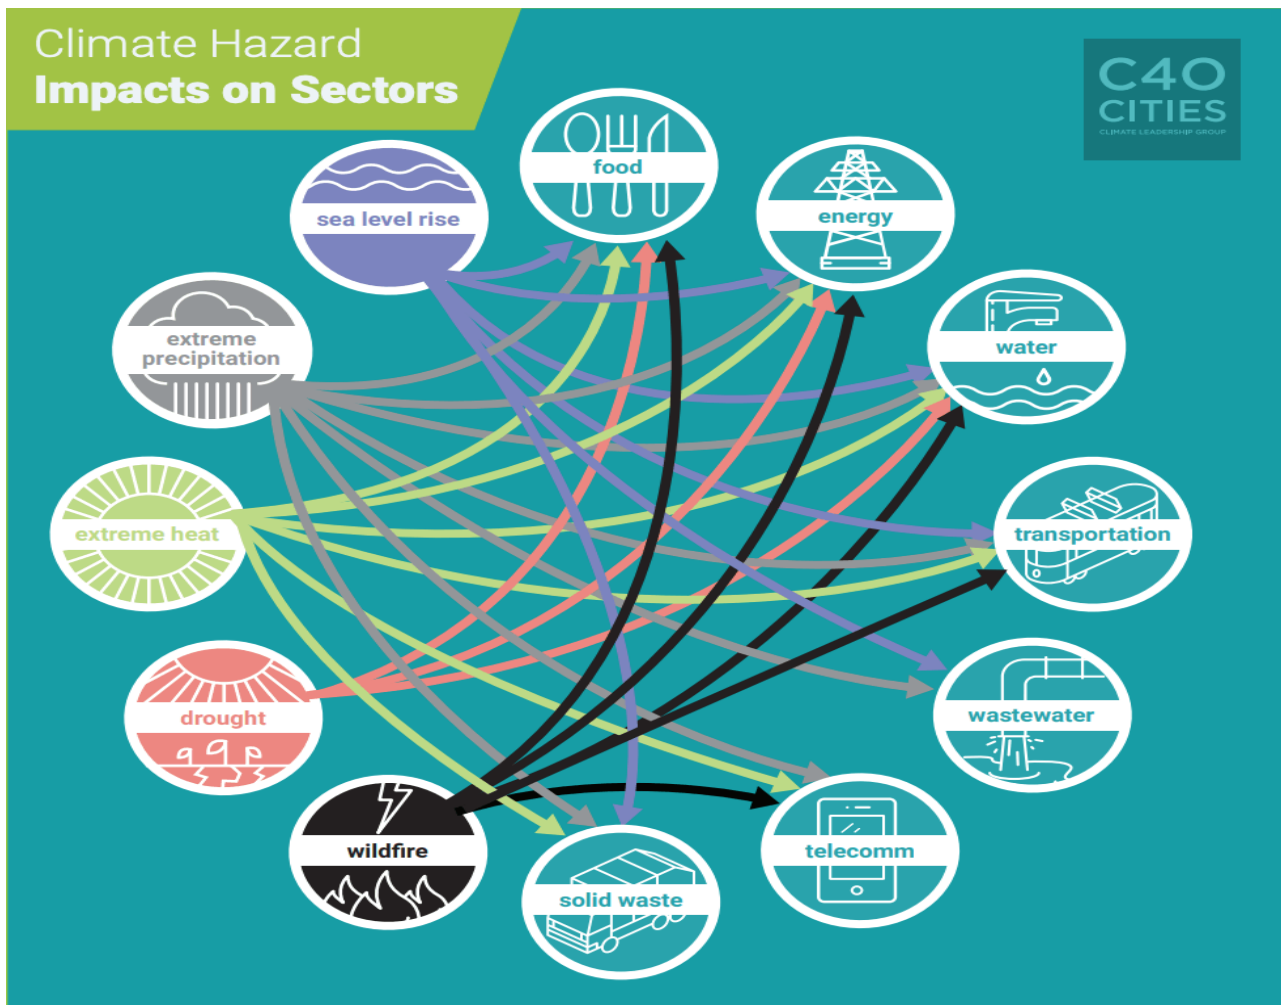 Climate Hazard
Impacts on Sectors
C40
CITIES
CLIMATE LEADERSHIP GROUP
food
energy
sea level rise
water
extreme
precipitation
transportation
extreme heat
wastewater
drought
telecomm
wildfire
solid waste